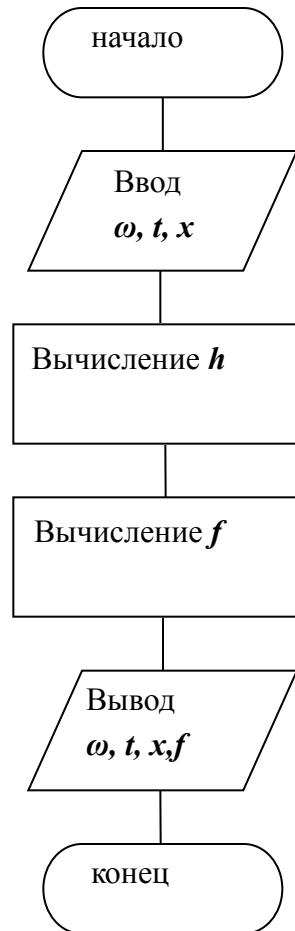 начало
Ввод
ω, t, x
Вычисление h
Вычисление f
Вывод
ω, t, x,f
конец